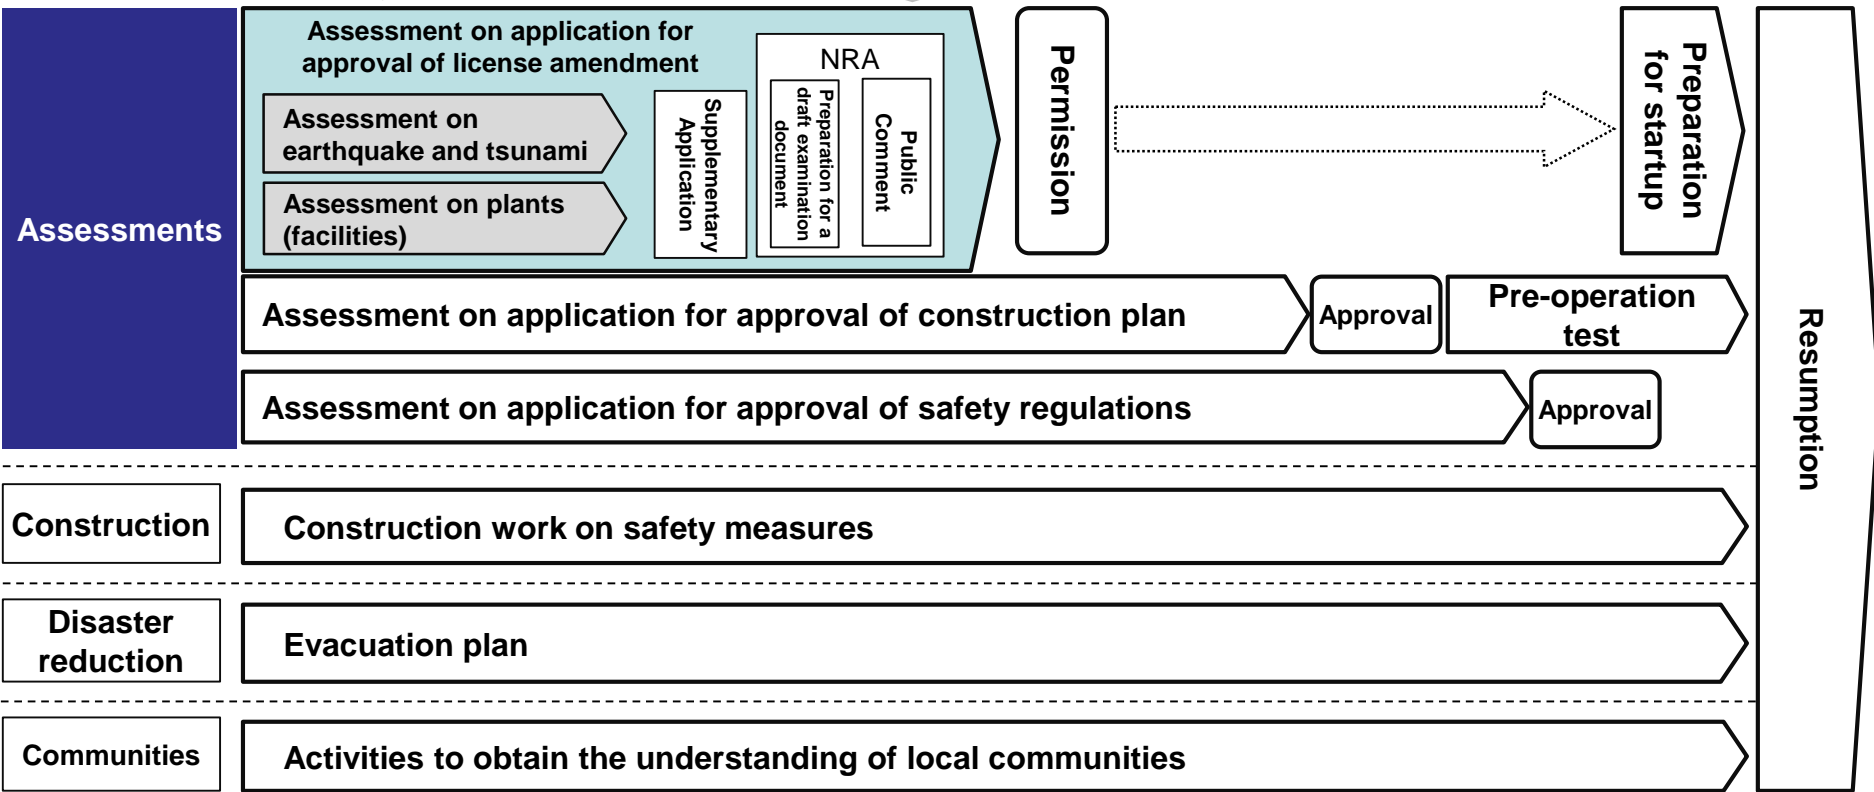 Assessments
Assessment on application for
approval of license amendment
Assessment on
earthquake and tsunami
Assessment on plants
(facilities)
Supplementary
Application
NRA
Preparation for a
draft examination
document
Public
Comment
Permission
Preparation
for startup
Assessment on application for approval of construction plan
Approval
Pre-operation
test
Assessment on application for approval of safety regulations
Approval
Resumption
Construction
Construction work on safety measures
Disaster
reduction
Evacuation plan
Communities
Activities to obtain the understanding of local communities